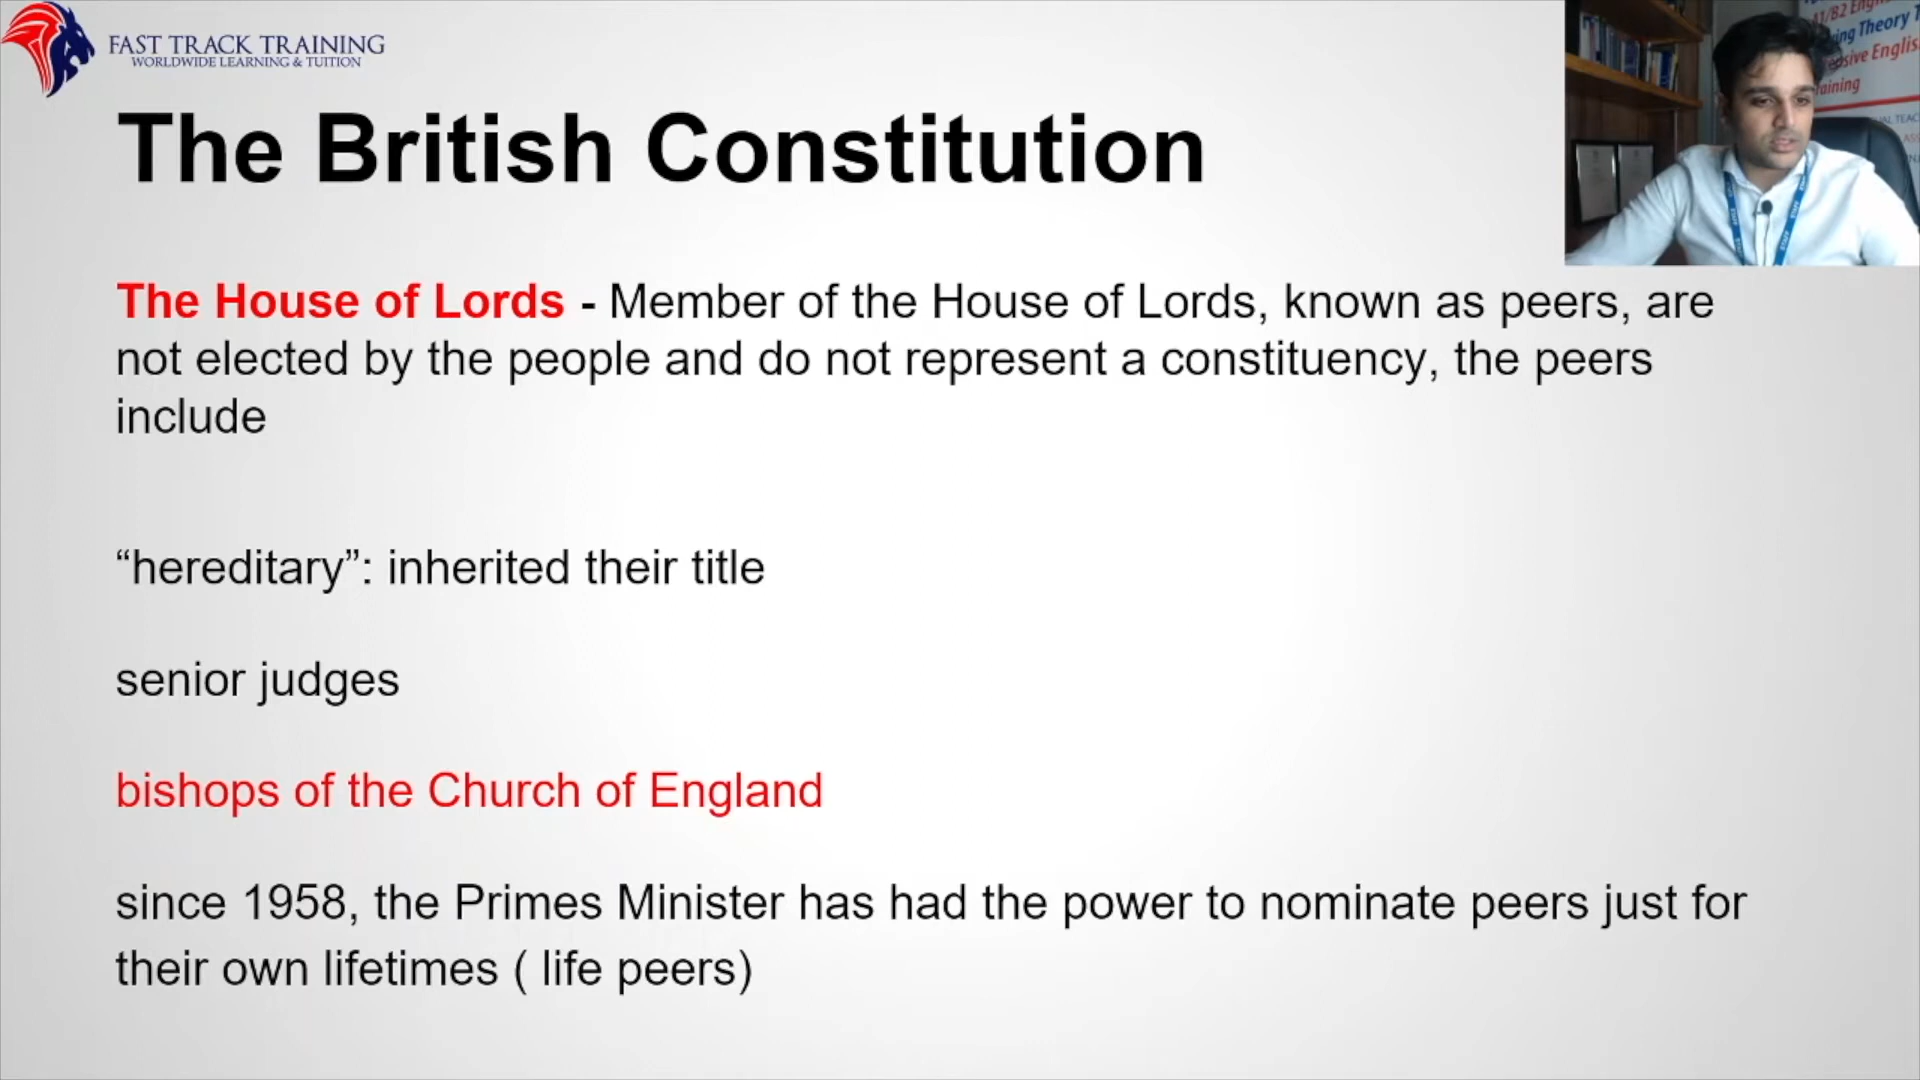 FAST TRACK TRAINING
WORLDWIDE LEARNING & TUITION
The British Constitution
The House of Lords - Member of the House of Lords, known as peers, are
not elected by the people and do not represent a constituency, the peers
include
“hereditary”: inherited their title
senior judges
bishops of the Church of England
since 1958, the Primes Minister has had the power to nominate peers just for
their own lifetimes ( life peers)
A1/B2
Theory
STAFF